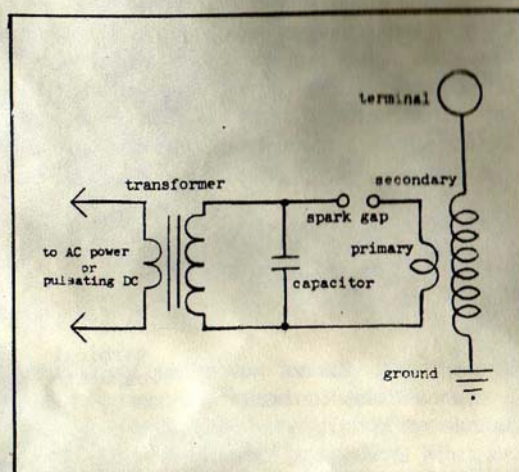 terminal
transformer
secondary
spark gap
to AC power
or
pulsating DC
primary
capacitor
ground